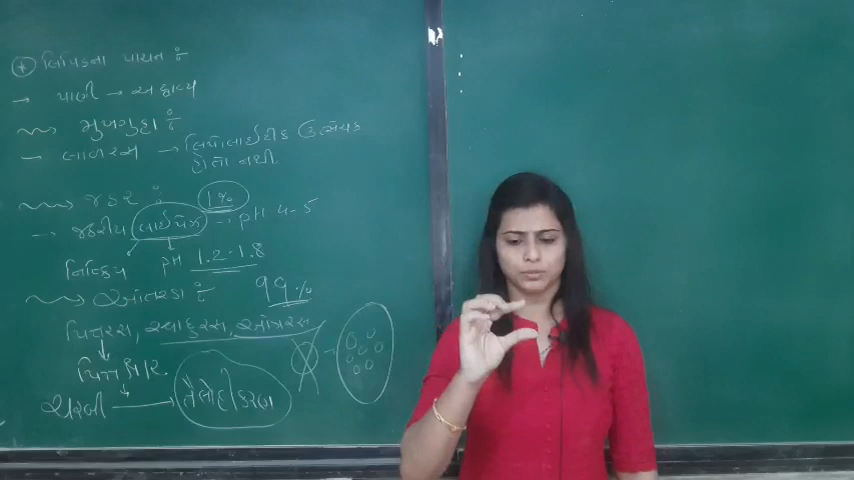 * લિપિડના પાચન :
→ પાણી → અદ્રાવ્ય
મુખગુહા :
→ લાળરસ → લિપોલાઈટીક ઉત્સેચક
હોતા નથી.
જઠર : 1%
→ જઠરીય લાઈપેઝ → pH 4-5
નિષ્ક્રિય pH 1.2-1.8
આંતરડા : 99%
પિત્તરસ, સ્વાદુરસ, આંત્રરસ
પિત્તક્ષાર.
ચરબી → તૈલોદીકરણ